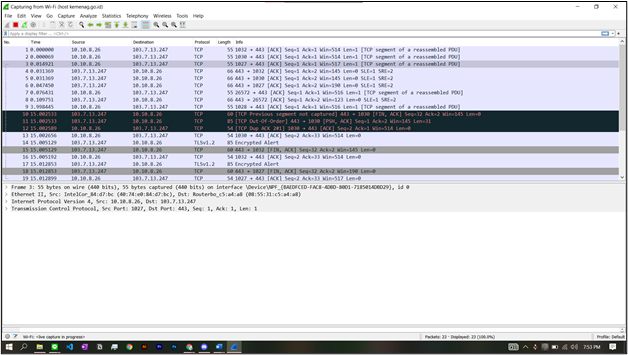 Capturing from Wi-Fi (host kemenag.go.id)
File Edit View Go Capture Analyze Statistics Telephony Wireless Tools Help
Apply a display filter ... <Ctrl-/>
No. Time Source Destination Protocol Length Info
1 0.000000 10.10.8.26 103.7.13.247 TCP 55 1032 → 443 [ACK] Seq=1 Ack=1 Win=514 Len=1 [TCP segment of a reassembled PDU]
2 0.000069 10.10.8.26 103.7.13.247 TCP 55 1030 → 443 [ACK] Seq=1 Ack=1 Win=514 Len=1 [TCP segment of a reassembled PDU]
3 0.014921 10.10.8.26 103.7.13.247 TCP 55 1027 → 443 [ACK] Seq=1 Ack=1 Win=517 Len=1 [TCP segment of a reassembled PDU]
4 0.031369 103.7.13.247 10.10.8.26 TCP 66 443 → 1032 [ACK] Seq=1 Ack=2 Win=145 Len=0 SLE=1 SRE=2
5 0.031369 103.7.13.247 10.10.8.26 TCP 66 443 → 1030 [ACK] Seq=1 Ack=2 Win=145 Len=0 SLE=1 SRE=2
6 0.047450 103.7.13.247 10.10.8.26 TCP 66 443 → 1027 [ACK] Seq=1 Ack=2 Win=190 Len=0 SLE=1 SRE=2
7 0.076431 10.10.8.26 103.7.13.247 TCP 55 26572 → 443 [ACK] Seq=1 Ack=1 Win=516 Len=1 [TCP segment of a reassembled PDU]
8 0.109751 103.7.13.247 10.10.8.26 TCP 66 443 → 26572 [ACK] Seq=1 Ack=2 Win=123 Len=0 SLE=1 SRE=2
9 3.998445 10.10.8.26 103.7.13.247 TCP 55 1028 → 443 [ACK] Seq=1 Ack=1 Win=516 Len=1 [TCP segment of a reassembled PDU]
10 15.002533 103.7.13.247 10.10.8.26 TCP 60 [TCP Previous segment not captured] 443 → 1030 [FIN, ACK] Seq=32 Ack=2 Win=145 Len=0
11 15.002533 103.7.13.247 10.10.8.26 TCP 85 [TCP Out-Of-Order] 443 → 1030 [PSH, ACK] Seq=1 Ack=2 Win=145 Len=31
12 15.002589 10.10.8.26 103.7.13.247 TCP 54 [TCP Dup ACK 2#1] 1030 → 443 [ACK] Seq=2 Ack=1 Win=514 Len=0
13 15.002656 10.10.8.26 103.7.13.247 TCP 54 1030 → 443 [ACK] Seq=2 Ack=33 Win=514 Len=0
14 15.005129 103.7.13.247 10.10.8.26 TLSv1.2 85 Encrypted Alert
15 15.005129 103.7.13.247 10.10.8.26 TCP 60 443 → 1032 [FIN, ACK] Seq=32 Ack=2 Win=145 Len=0
16 15.005192 10.10.8.26 103.7.13.247 TCP 54 1032 → 443 [ACK] Seq=2 Ack=33 Win=514 Len=0
17 15.012853 103.7.13.247 10.10.8.26 TLSv1.2 85 Encrypted Alert
18 15.012853 103.7.13.247 10.10.8.26 TCP 60 443 → 1027 [FIN, ACK] Seq=32 Ack=2 Win=190 Len=0
19 15.012899 10.10.8.26 103.7.13.247 TCP 54 1027 → 443 [ACK] Seq=2 Ack=33 Win=517 Len=0
Frame 3: 55 bytes on wire (440 bits), 55 bytes captured (440 bits) on interface
Ethernet II, Src: IntelCor_84:d7:bc (40:74:e0:84:d7:bc), Dst: Routerbo_c5:a4:a8 (08:55:31:c5:a4:a8)
Internet Protocol Version 4, Src: 10.10.8.26, Dst: 103.7.13.247
Transmission Control Protocol, Src Port: 1027, Dst Port: 443, Seq: 1, Ack: 1, Len: 1
Wi-Fi: <live capture in progress>
Packets: 23 · Displayed: 23 (100.0%)
Profile: Default
7:53 PM